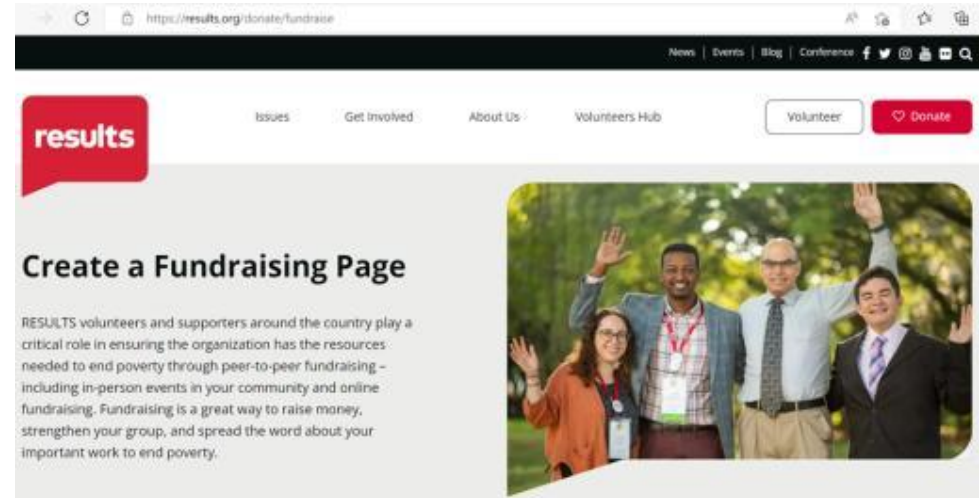 https://results.org/donate/fundraise
News | Events | Blog | Conference
results
Issues Get Involved About Us Volunteers Hub Volunteer Donate
Create a Fundraising Page
RESULTS volunteers and supporters around the country play a
critical role in ensuring the organization has the resources
needed to end poverty through peer-to-peer fundraising –
including in-person events in your community and online
fundraising. Fundraising is a great way to raise money,
strengthen your group, and spread the word about your
important work to end poverty.